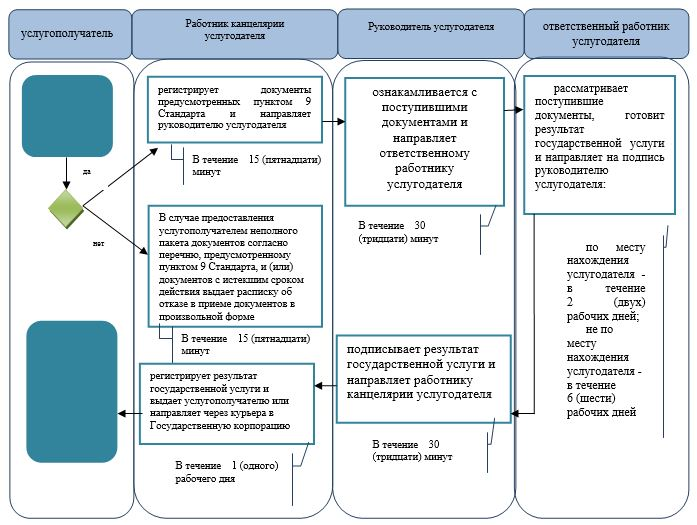 услугополучатель
Работник канцелярии
услугодателя
Руководитель услугодателя
ответственный работник
услугодателя
регистрирует документы
предусмотренных пунктом 9
Стандарта и направляет
руководителю услугодателя
В течение 15 (пятнадцати)
минут
да
нет
В случае предоставления
услугополучателем неполного
пакета документов согласно
перечню, предусмотренному
пунктом 9 Стандарта, и (или)
документов с истекшим сроком
действия выдает расписку об
отказе в приеме документов в
произвольной форме
В течение 15 (пятнадцати)
минут
ознакамливается с
поступившими
документами и
направляет
ответственному
работнику
услугодателя
В течение 30
(тридцати) минут
рассматривает
поступившие
документы, готовит
результат
государственной услуги
и направляет на подпись
руководителю
услугодателя:
по месту
нахождения
услугодателя -
в течение
2 (двух)
рабочих дней;
не по
месту
нахождения
услугодателя -
в течение
6 (шести)
рабочих дней
подписывает результат
государственной услуги и
направляет работнику
канцелярии услугодателя
В течение 30
(тридцати) минут
регистрирует результат
государственной услуги и
выдает услугополучателю или
направляет через курьера в
Государственную корпорацию
В течение 1 (одного)
рабочего дня